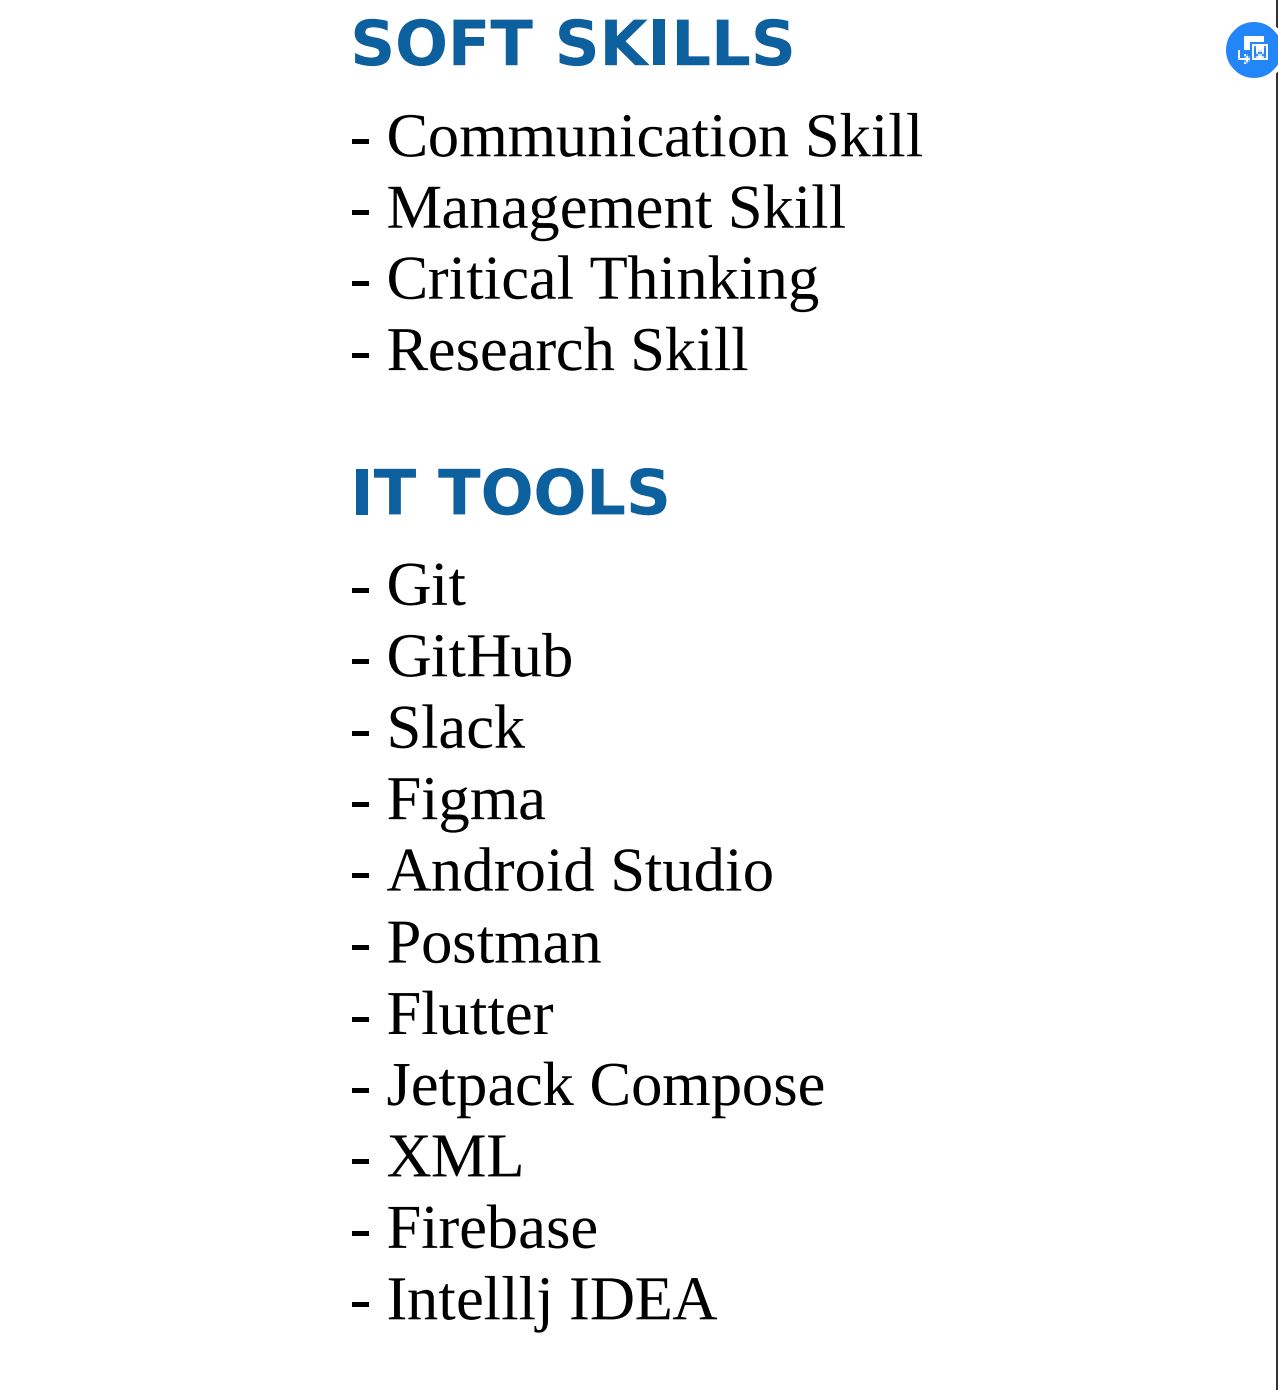 SOFT SKILLS
- Communication Skill
- Management Skill
- Critical Thinking
- Research Skill
IT TOOLS
- Git
- GitHub
- Slack
- Figma
- Android Studio
- Postman
- Flutter
- Jetpack Compose
- XML
- Firebase
- Intelllj IDEA